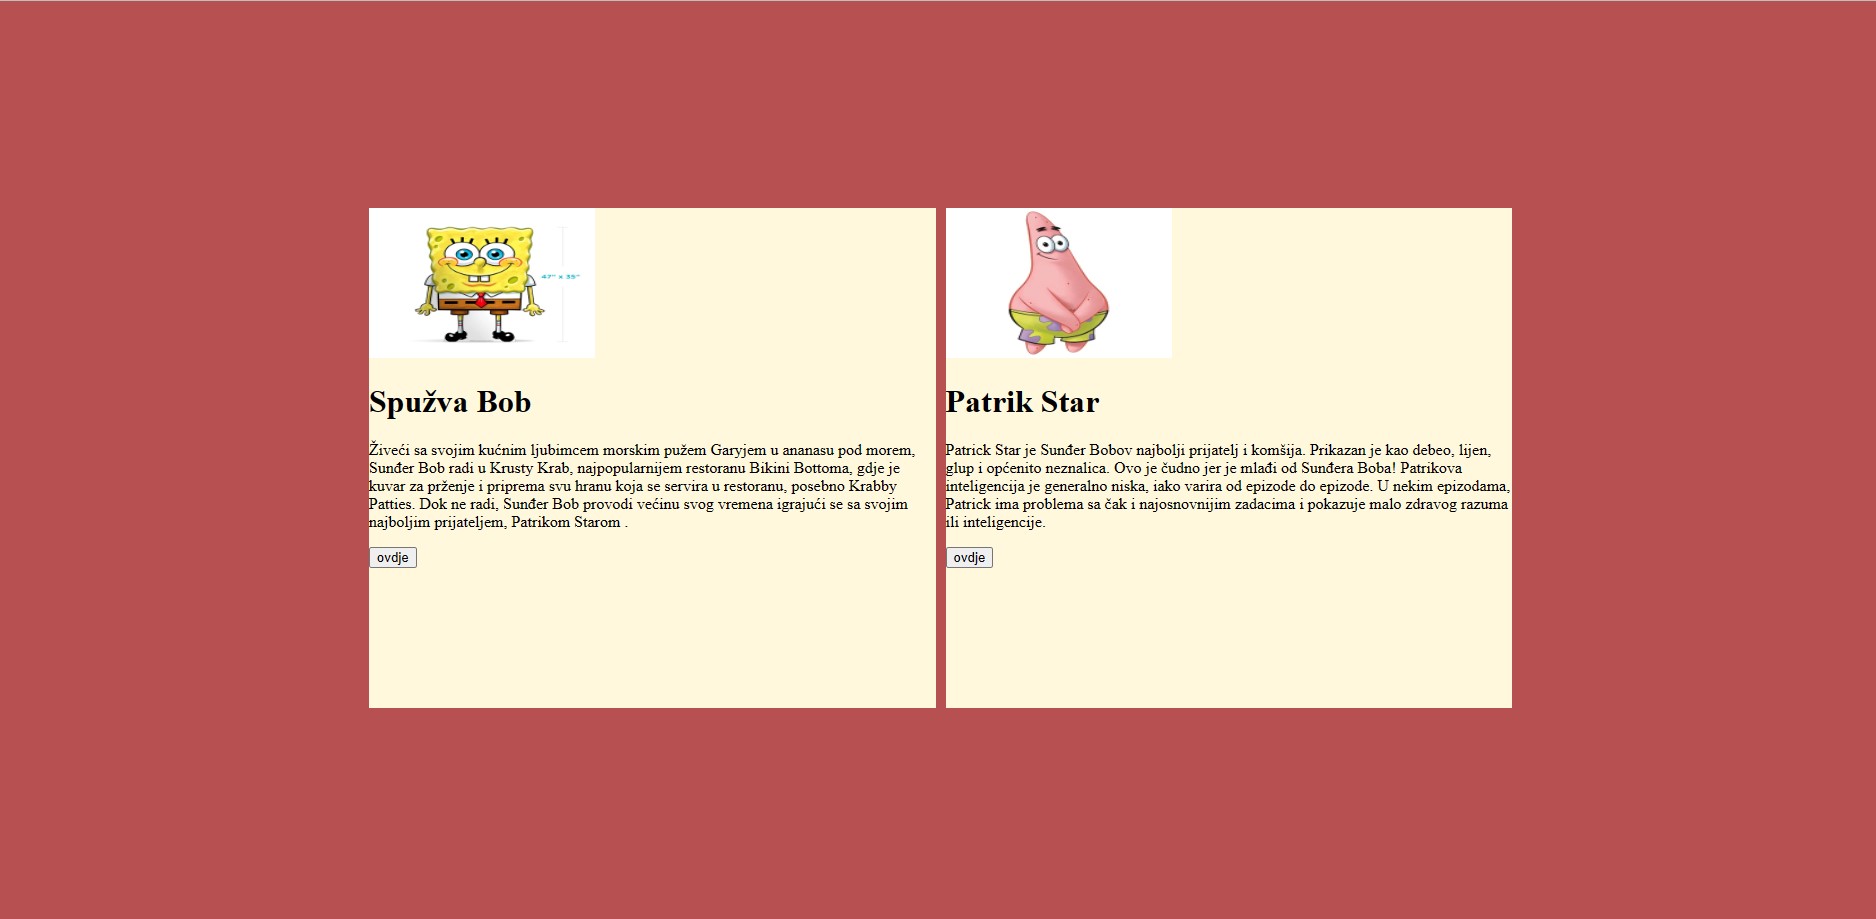 47" x 35"
Spužva Bob
Živeći sa svojim kućnim ljubimcem morskim pužem Garyjem u ananasu pod morem,
Sunđer Bob radi u Krusty Krab, najpopularnijem restoranu Bikini Bottoma, gdje je
kuvar za prženje i priprema svu hranu koja se servira u restoranu, posebno Krabby
Patties. Dok ne radi, Sunđer Bob provodi većinu svog vremena igrajući se sa svojim
najboljim prijateljem, Patrikom Starom .
ovdje
Patrik Star
Patrick Star je Sunđer Bobov najbolji prijatelj i komšija. Prikazan je kao debeo, lijen,
glup i općenito neznalica. Ovo je čudno jer je mlađi od Sunđera Boba! Patrikova
inteligencija je generalno niska, iako varira od epizode do epizode. U nekim epizodama,
Patrick ima problema sa čak i najosnovnijim zadacima i pokazuje malo zdravog razuma
ili inteligencije.
ovdje